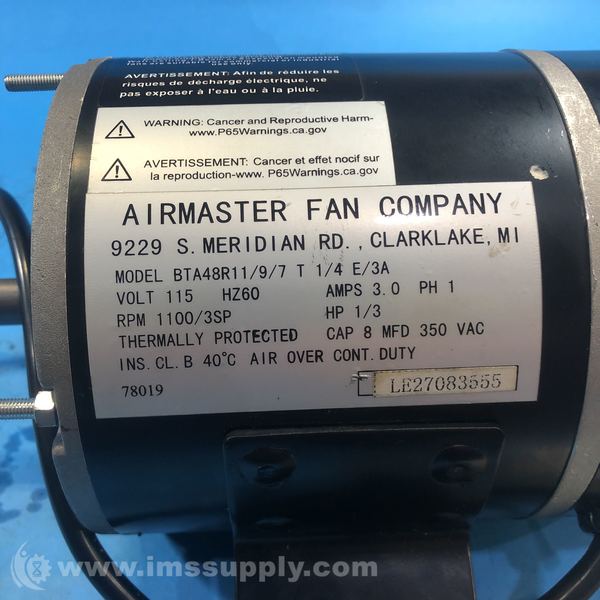 use only.
AVERTISSEMENT: Afin de réduire les
risques de décharge électrique, ne
pas exposer à l'eau ou à la pluie.
WARNING: Cancer and Reproductive Harm-
www.P65Warnings.ca.gov
AVERTISSEMENT: Cancer et effet nocif sur
la reproduction-www. P65Warnings.ca.gov
AIRMASTER FAN COMPANY
9229 S. MERIDIAN RD. , CLARKLAKE, MI
MODEL BTA48R11/9/7 T 1/4 E/3A
VOLT 115 HZ60 AMPS 3.0 PH 1
RPM 1100/3SP HP 1/3
THERMALLY PROTECTED CAP 8 MFD 350 VAC
INS. CL. B 40°C AIR OVER CONT. DUTY
78019 LE27083555
© www.imssupply.com